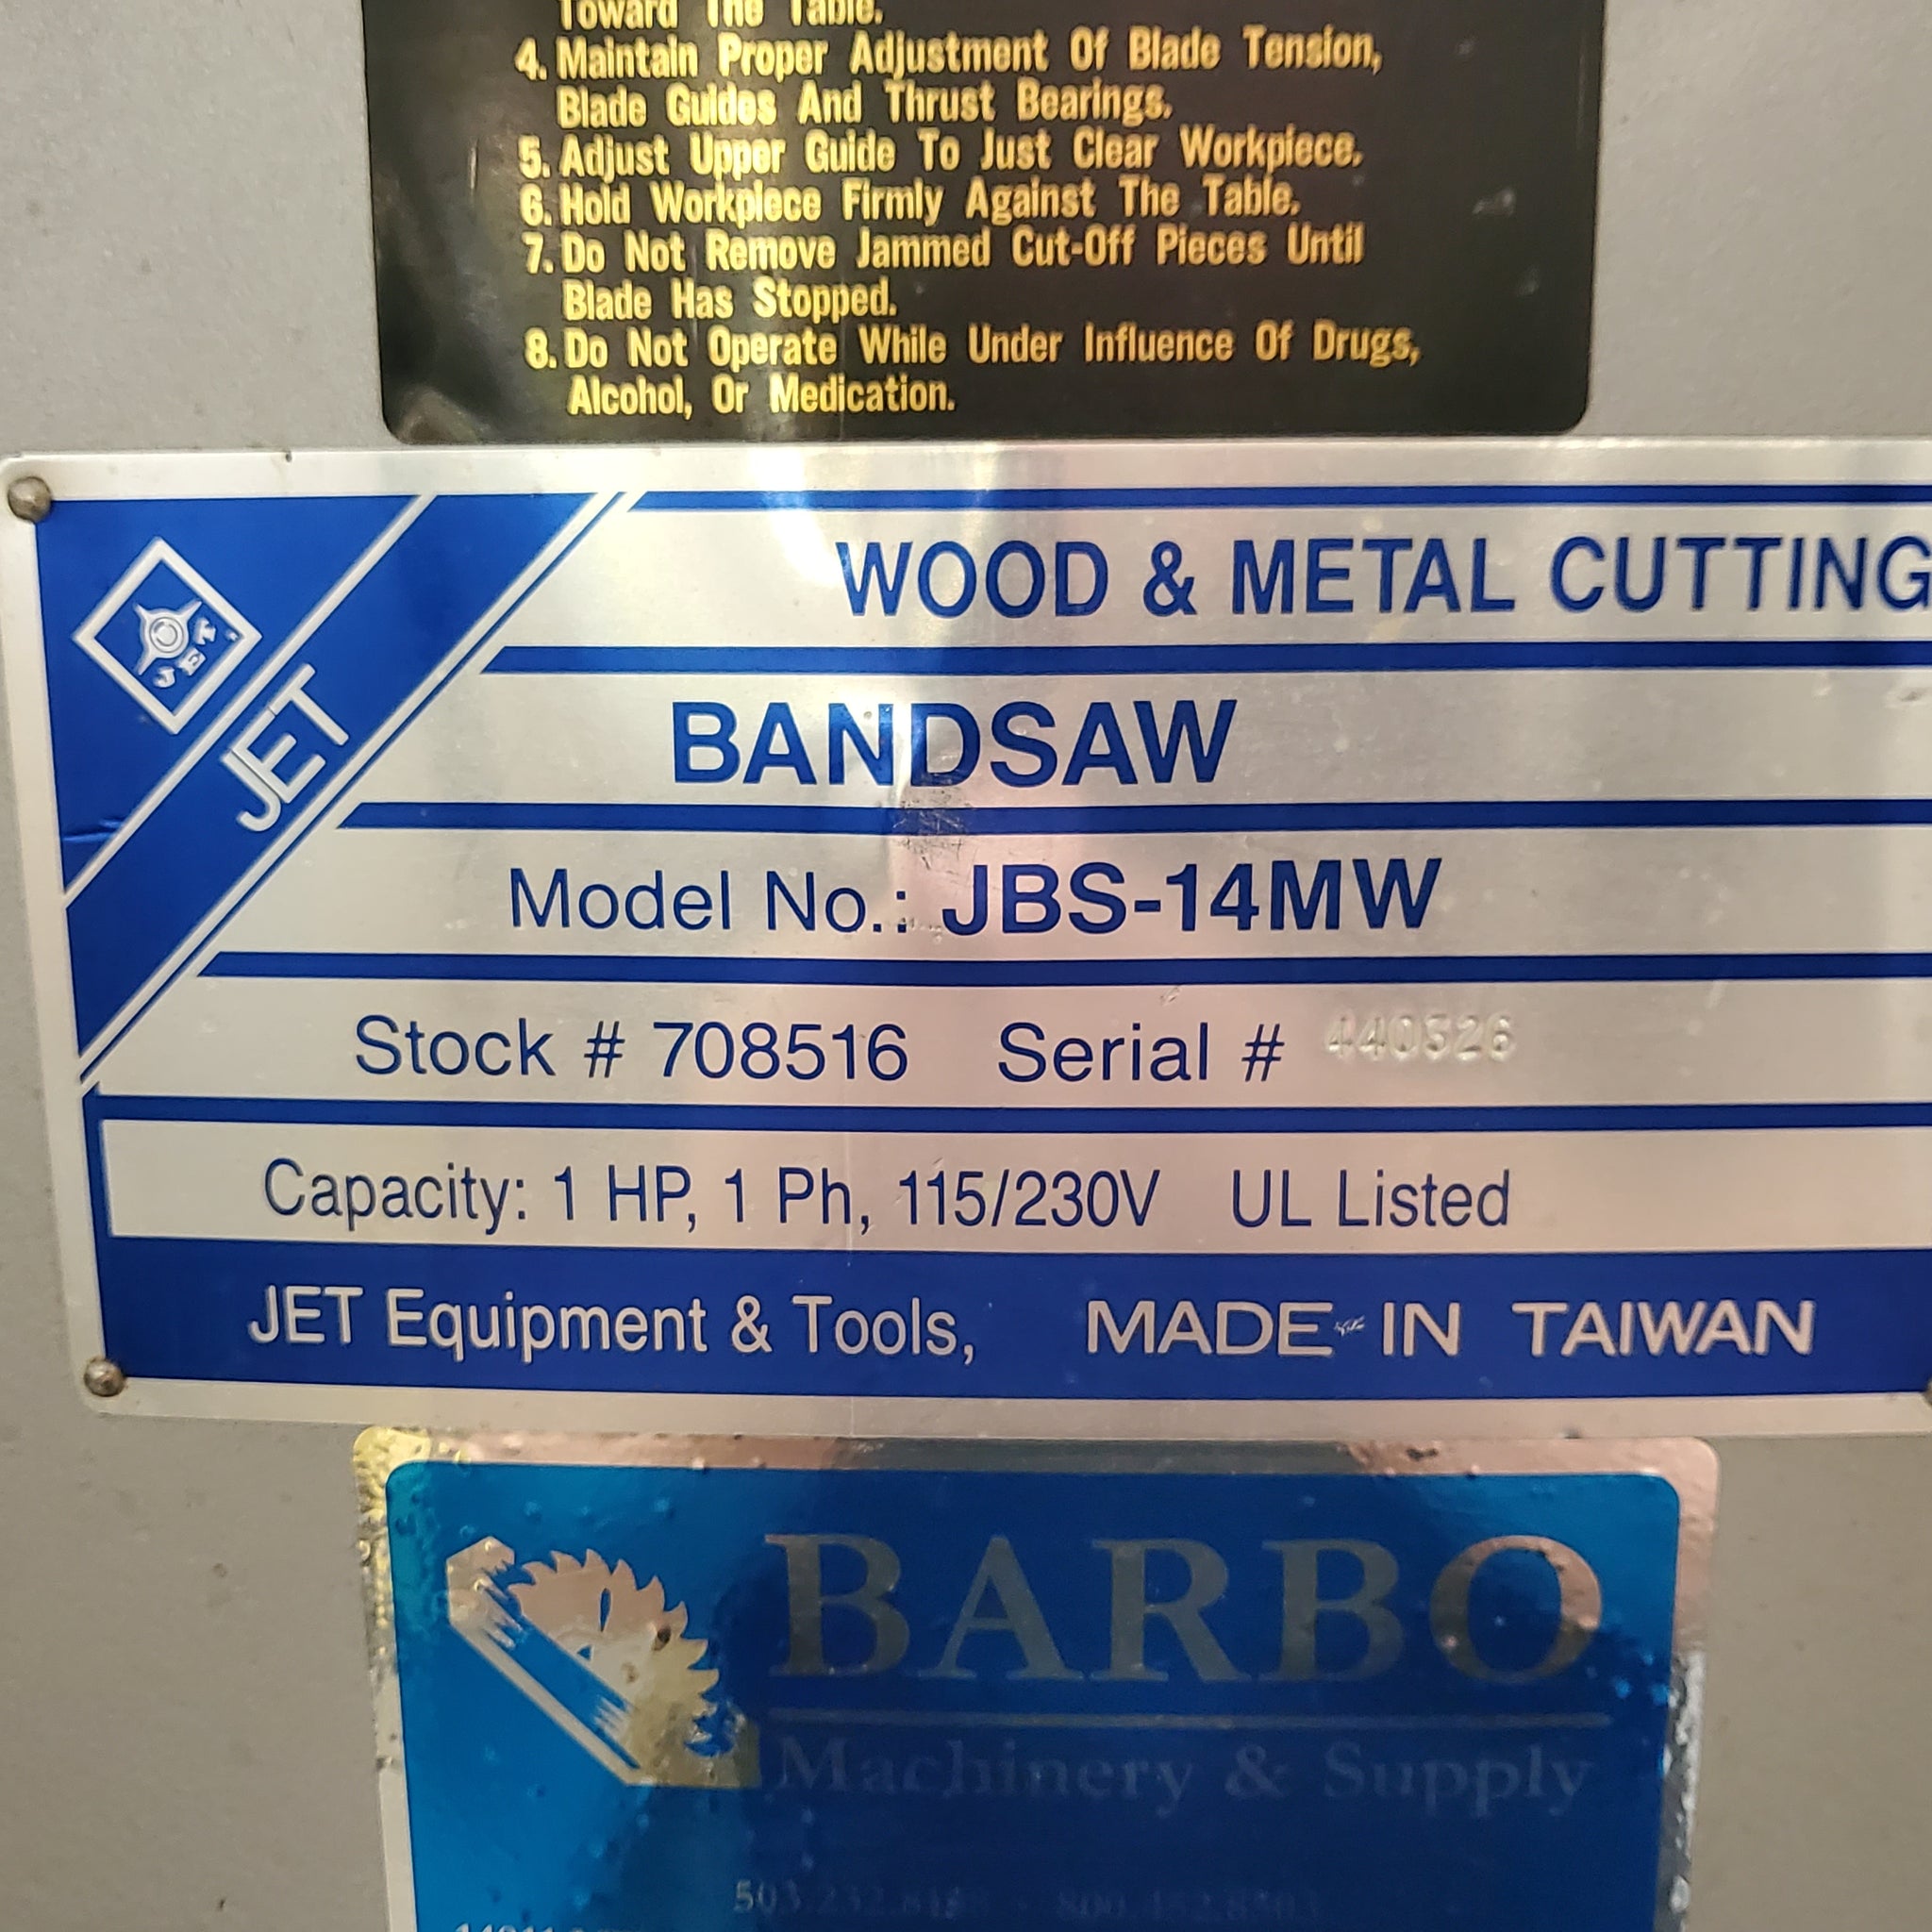 Toward The Table.
4. Maintain Proper Adjustment Of Blade Tension,
Blade Guides And Thrust Bearings.
5. Adjust Upper Guide To Just Clear Workpiece.
6. Hold Workpiece Firmly Against The Table.
7. Do Not Remove Jammed Cut-Off Pieces Until
Blade Has Stopped.
8. Do Not Operate While Under Influence Of Drugs,
Alcohol, Or Medication.
JET
WOOD & METAL CUTTING
BANDSAW
Model No.: JBS-14MW
Stock # 708516 Serial # 440326
Capacity: 1 HP, 1 Ph, 115/230V UL Listed
JET Equipment & Tools, MADE IN TAIWAN
BARBO
Machinery & Supply